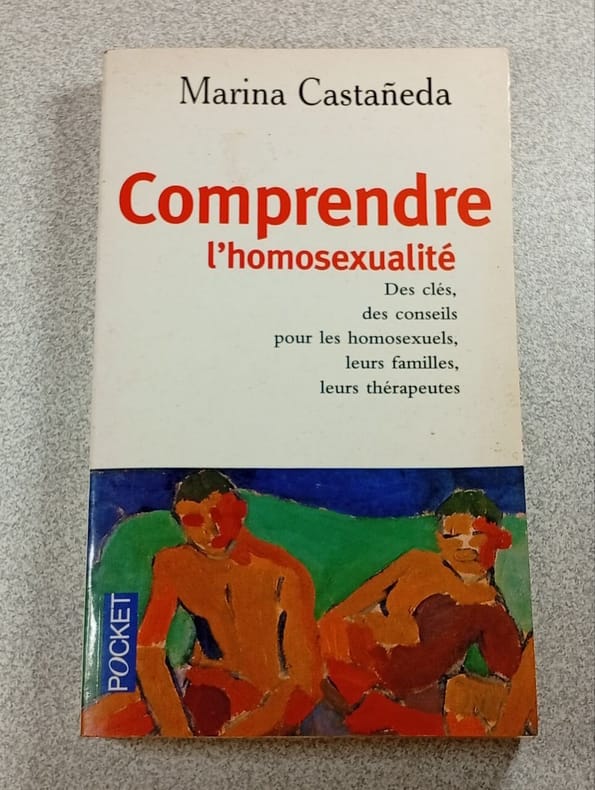 Marina Castañeda
Comprendre
l'homosexualité
Des clés,
des conseils
pour les homosexuels,
leurs familles,
leurs thérapeutes
POCKET